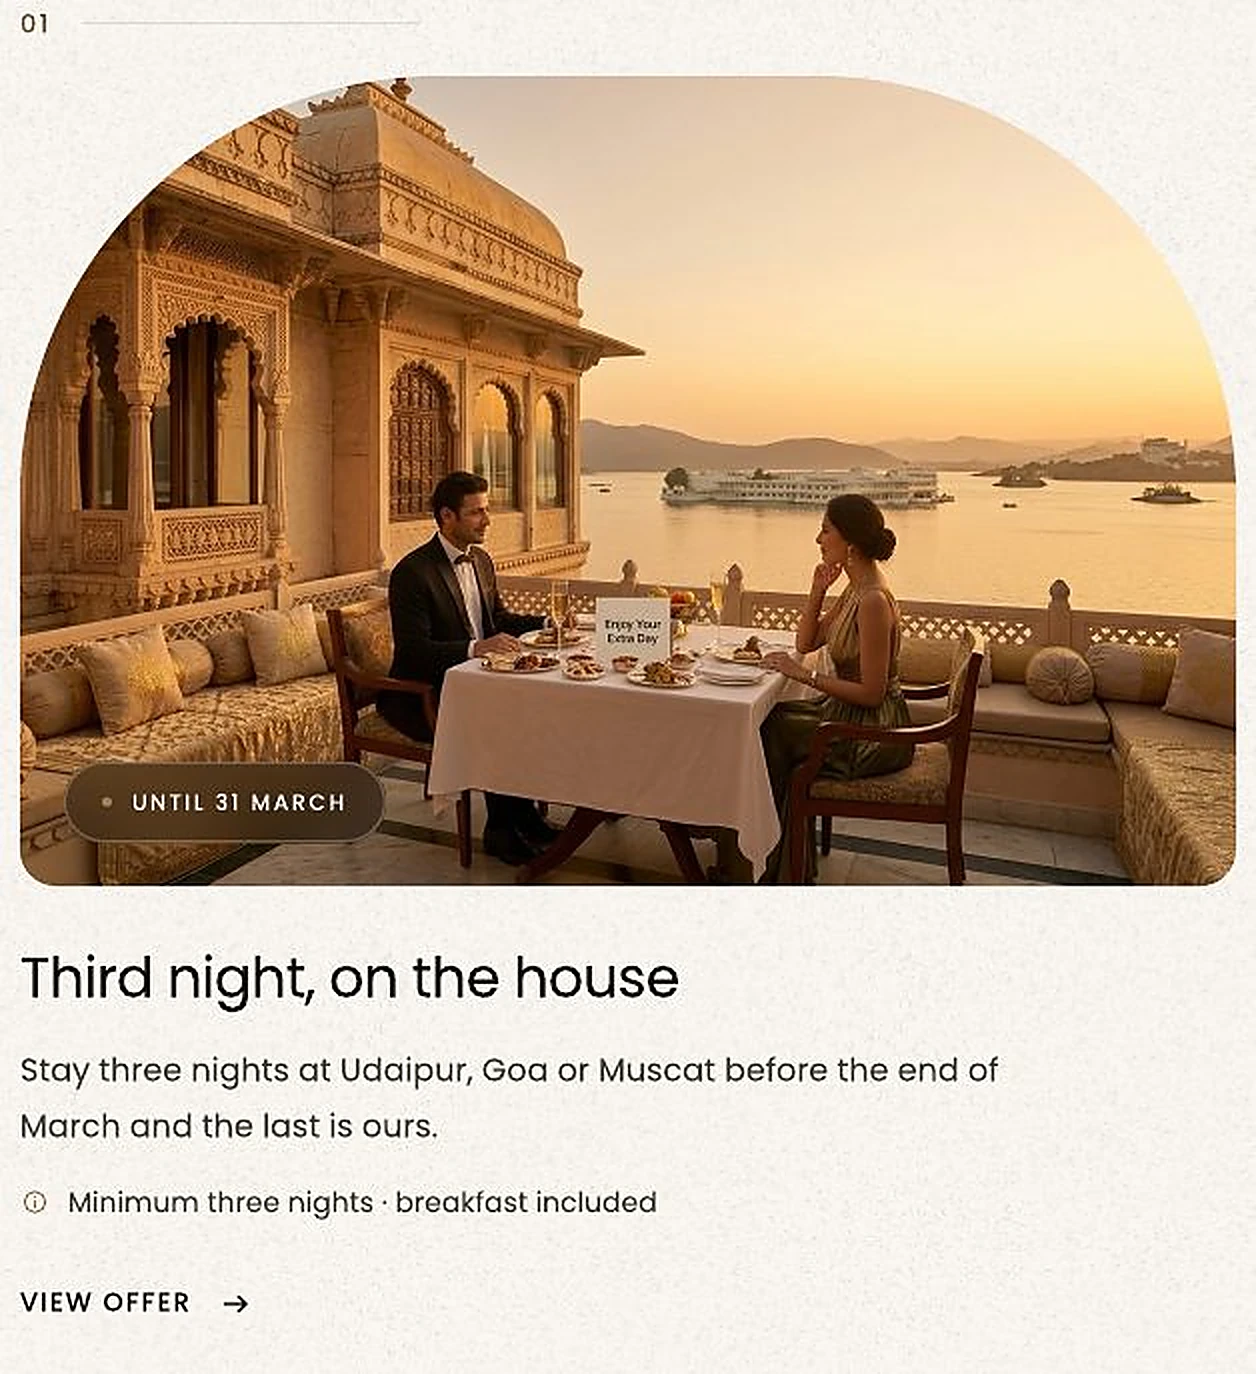 01
Enjoy Your
Extra Day
UNTIL 31 MARCH
Third night, on the house
Stay three nights at Udaipur, Goa or Muscat before the end of
March and the last is ours.
Minimum three nights · breakfast included
VIEW OFFER →